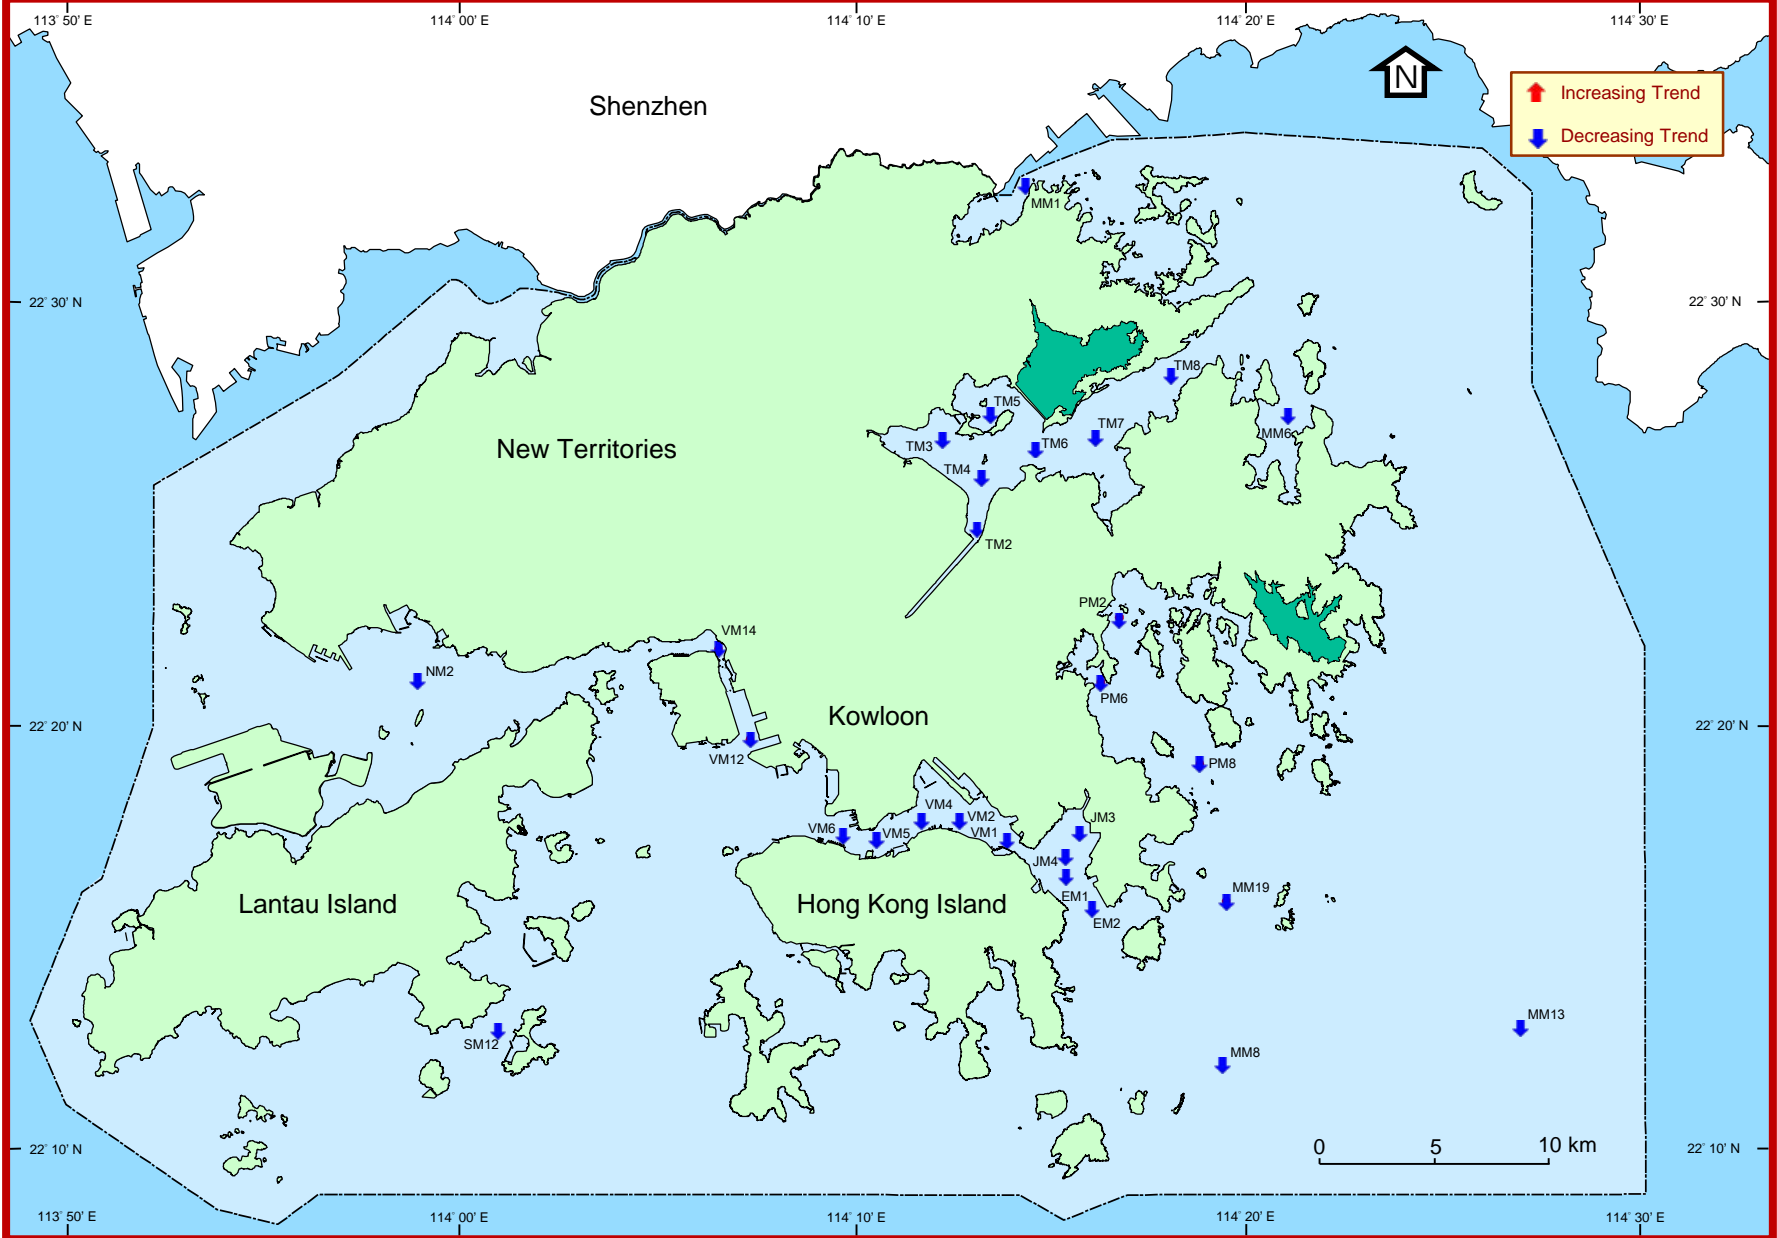 113° 50' E
114° 00' E
114° 10' E
114° 20' E
114° 30' E
N
Increasing Trend
Decreasing Trend
Shenzhen
MM1
22° 30' N
22° 30' N
TM8
TM5
TM7
MM6
TM3
TM6
New Territories
TM4
TM2
PM2
VM14
NM2
PM6
Kowloon
22° 20' N
22° 20' N
VM12
PM8
VM4
VM2
JM3
VM6
VM5
VM1
JM4
MM19
EM1
Lantau Island
Hong Kong Island
EM2
MM13
SM12
MM8
0
5
10 km
22° 10' N
22° 10' N
113° 50' E
114° 00' E
114° 10' E
114° 20' E
114° 30' E